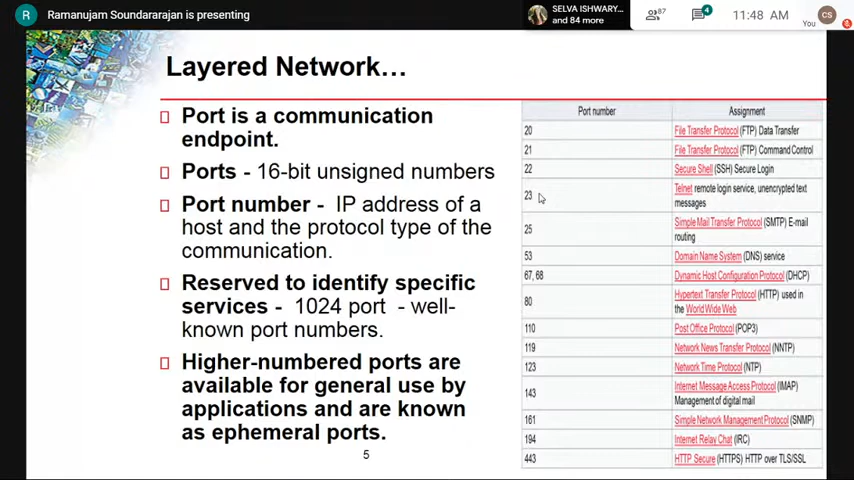 R Ramanujam Soundararajan is presenting
SELVA ISHWARY...
and 84 more
87
4
11:48 AM
CS
You
Layered Network...
Port is a communication
endpoint.
Ports - 16-bit unsigned numbers
Port number - IP address of a
host and the protocol type of the
communication.
Reserved to identify specific
services - 1024 port - well-
known port numbers.
Higher-numbered ports are
available for general use by
applications and are known
as ephemeral ports.
5
Port number Assignment
20 File Transfer Protocol (FTP) Data Transfer
21 File Transfer Protocol (FTP) Command Control
22 Secure Shell (SSH) Secure Login
23 Telnet remote login service, unencrypted text
messages
25 Simple Mail Transfer Protocol (SMTP) E-mail
routing
53 Domain Name System (DNS) service
67, 68 Dynamic Host Configuration Protocol (DHCP)
80 Hypertext Transfer Protocol (HTTP) used in
the World Wide Web
110 Post Office Protocol (POP3)
119 Network News Transfer Protocol (NNTP)
123 Network Time Protocol (NTP)
143 Internet Message Access Protocol (IMAP)
Management of digital mail
161 Simple Network Management Protocol (SNMP)
194 Internet Relay Chat (IRC)
443 HTTP Secure (HTTPS) HTTP over TLS/SSL